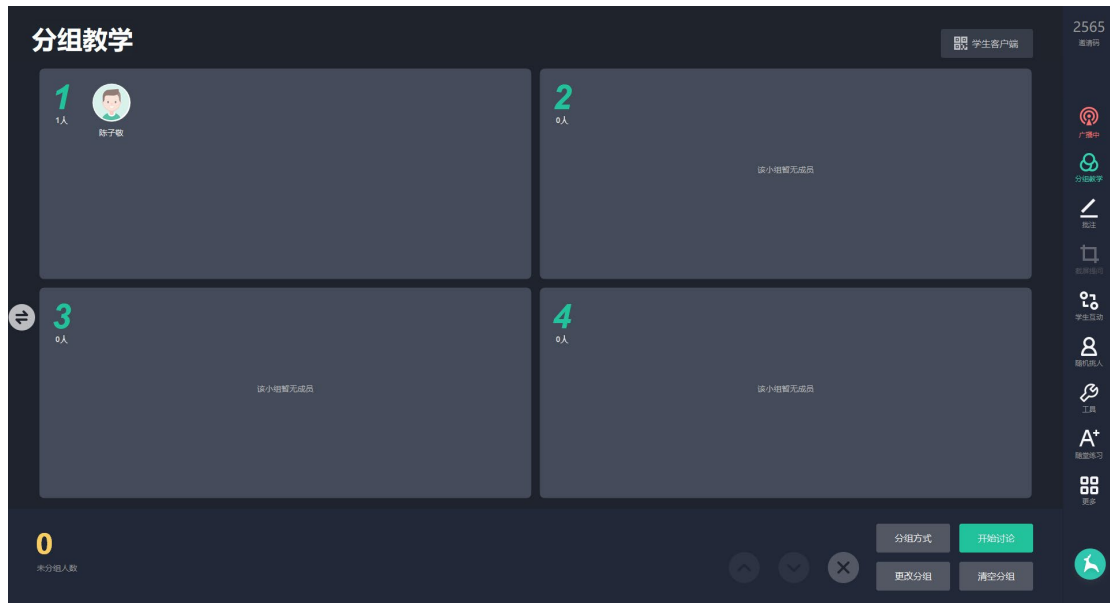 分组教学
学生客户端
1
1人
陈子敬
2
0人
该小组暂无成员
3
0人
该小组暂无成员
4
0人
该小组暂无成员
0
未分组人数
分组方式
开始讨论
更改分组
清空分组
2565
邀请码
广播中
分组教学
批注
截屏提问
学生互动
随机挑人
工具
A+
随堂练习
更多